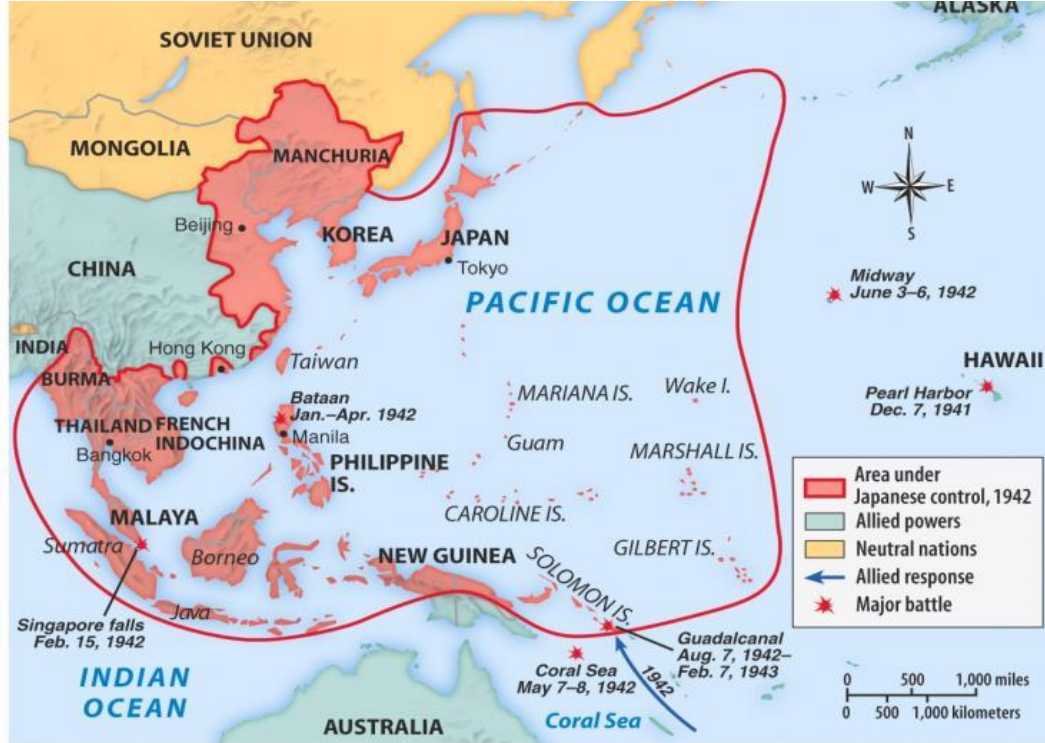 ALASKA
SOVIET UNION
MONGOLIA
MANCHURIA
N
W
E
S
Beijing
KOREA
JAPAN
Tokyo
CHINA
PACIFIC OCEAN
Midway
June 3–6, 1942
INDIA
Hong Kong
Taiwan
HAWAII
BURMA
Pearl Harbor
Dec. 7, 1941
Bataan
Jan.–Apr. 1942
MARIANA IS.
Wake I.
THAILAND
FRENCH
INDOCHINA
Bangkok
Manila
Guam
PHILIPPINE
IS.
MARSHALL IS.
CAROLINE IS.
MALAYA
Sumatra
Borneo
NEW GUINEA
SOLOMON IS.
GILBERT IS.
Java
Singapore falls
Feb. 15, 1942
Guadalcanal
Aug. 7, 1942–
Feb. 7, 1943
Coral Sea
May 7–8, 1942
1942
INDIAN
OCEAN
Coral Sea
AUSTRALIA
Area under
Japanese control, 1942
Allied powers
Neutral nations
Allied response
Major battle
0 500 1,000 miles
0 500 1,000 kilometers